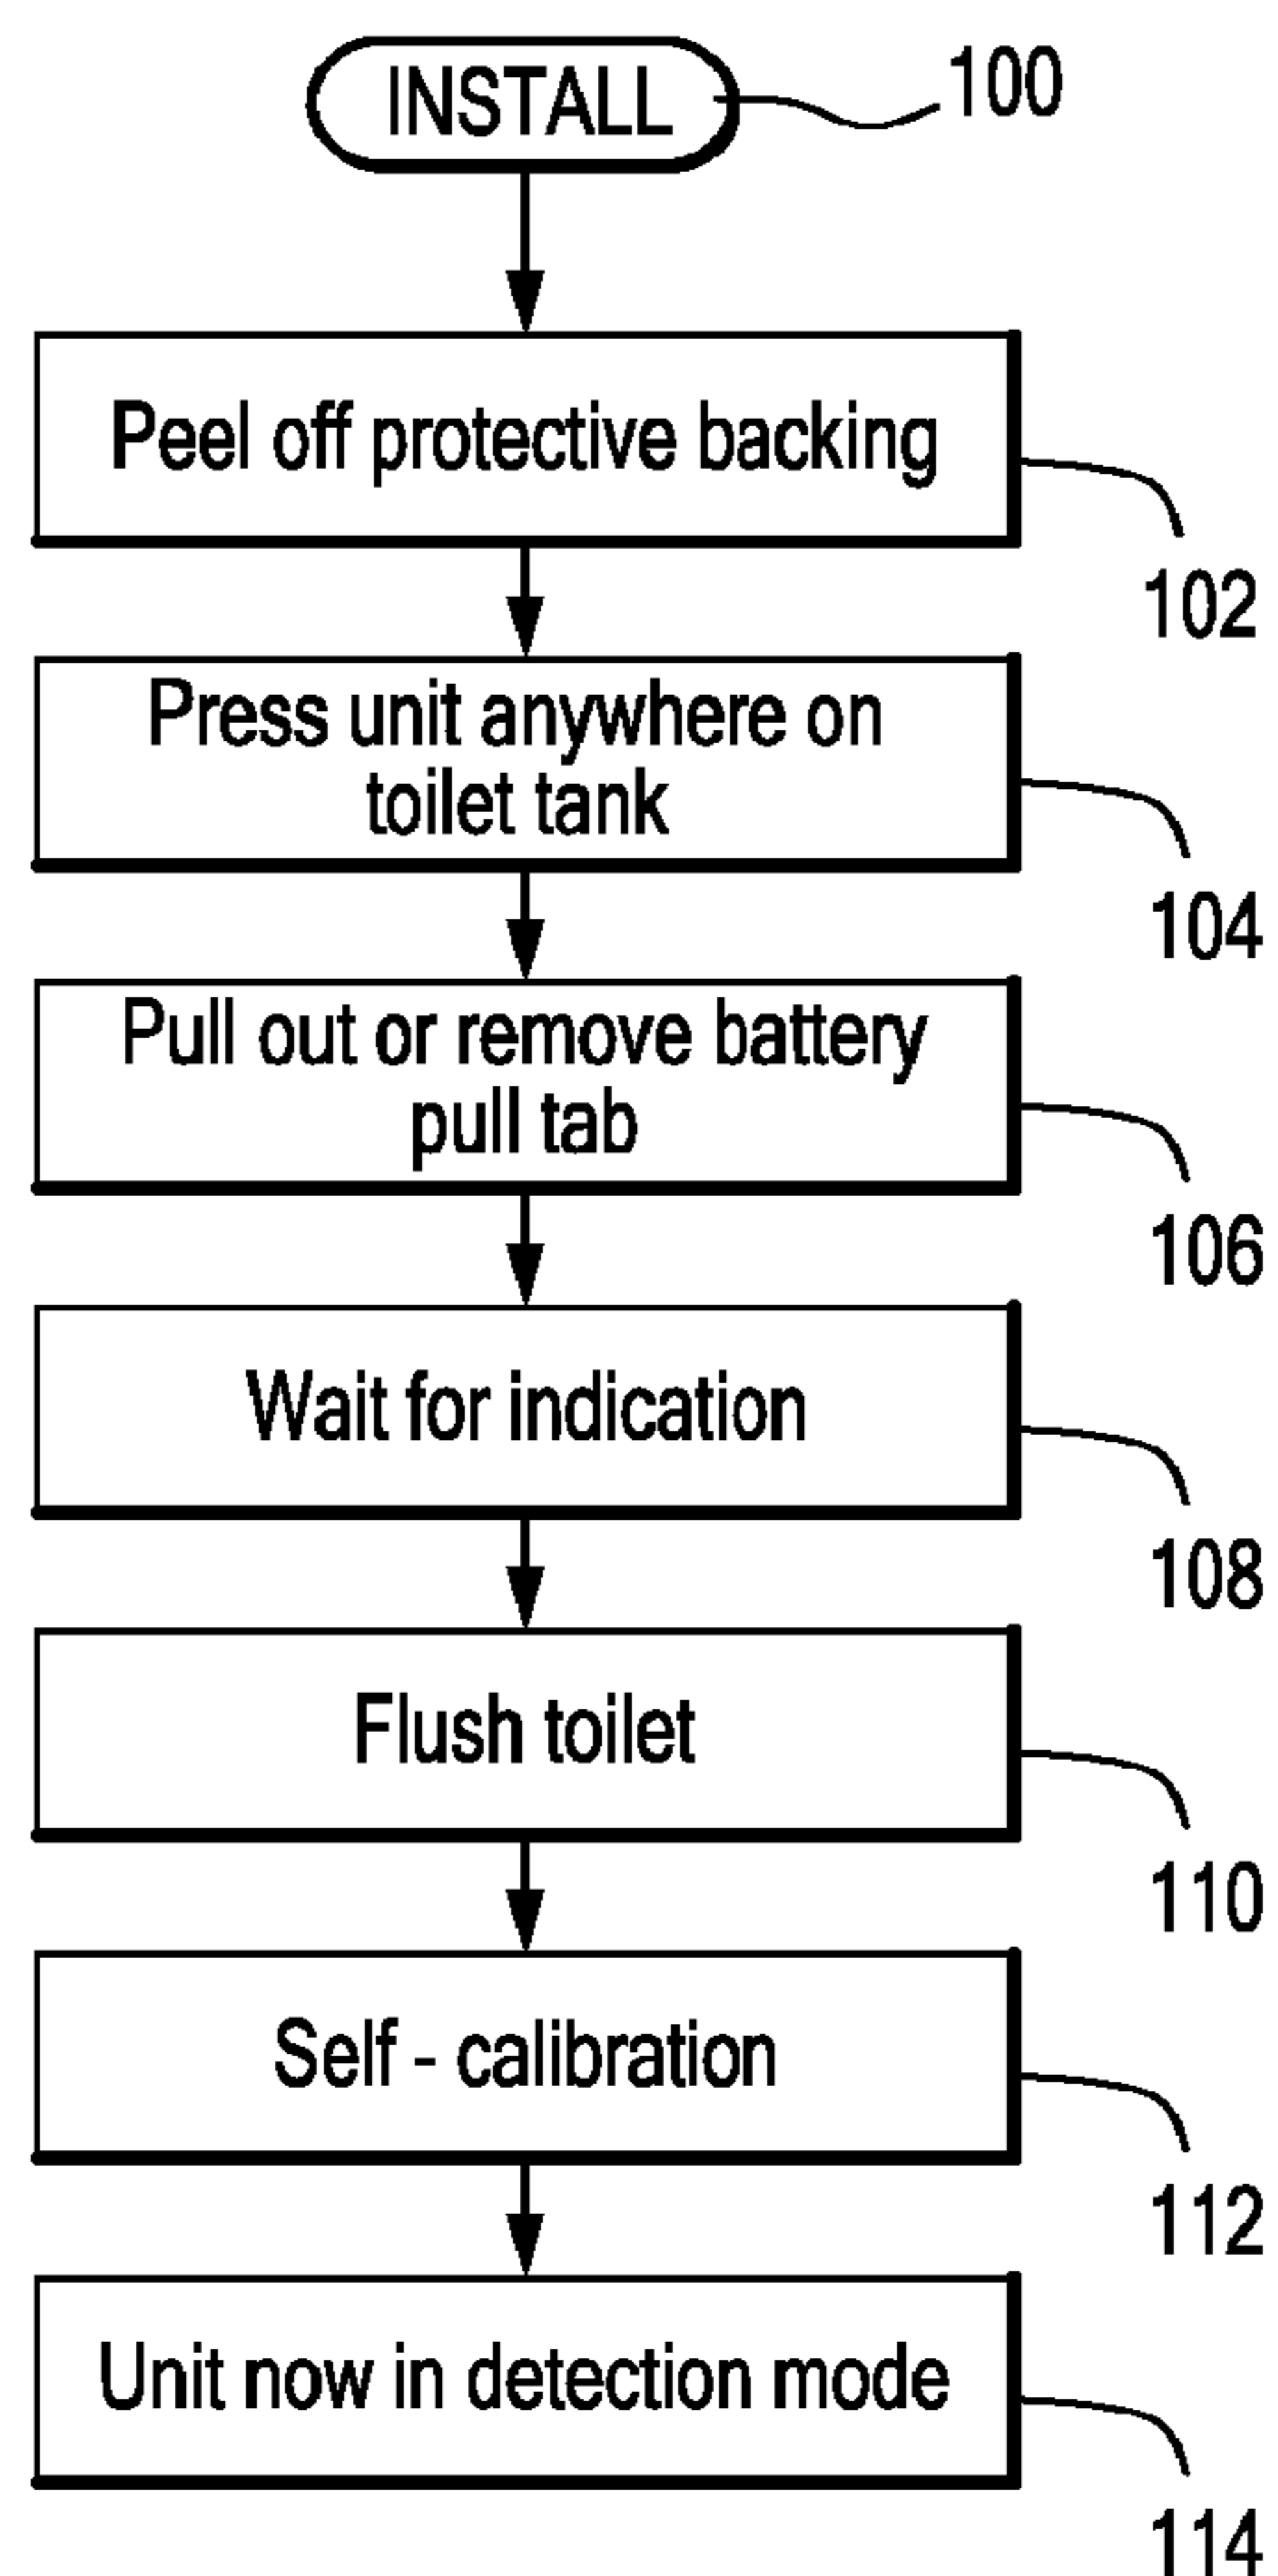 INSTALL
100
Peel off protective backing
102
Press unit anywhere on
toilet tank
104
Pull out or remove battery
pull tab
106
Wait for indication
108
Flush toilet
110
Self - calibration
112
Unit now in detection mode
114